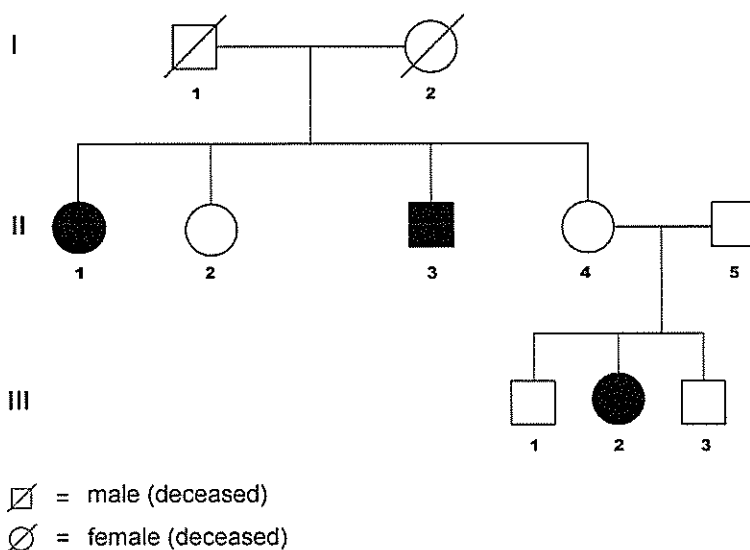 I
1 2
II
1 2 3 4 5
III
1 2 3
= male (deceased)
= female (deceased)